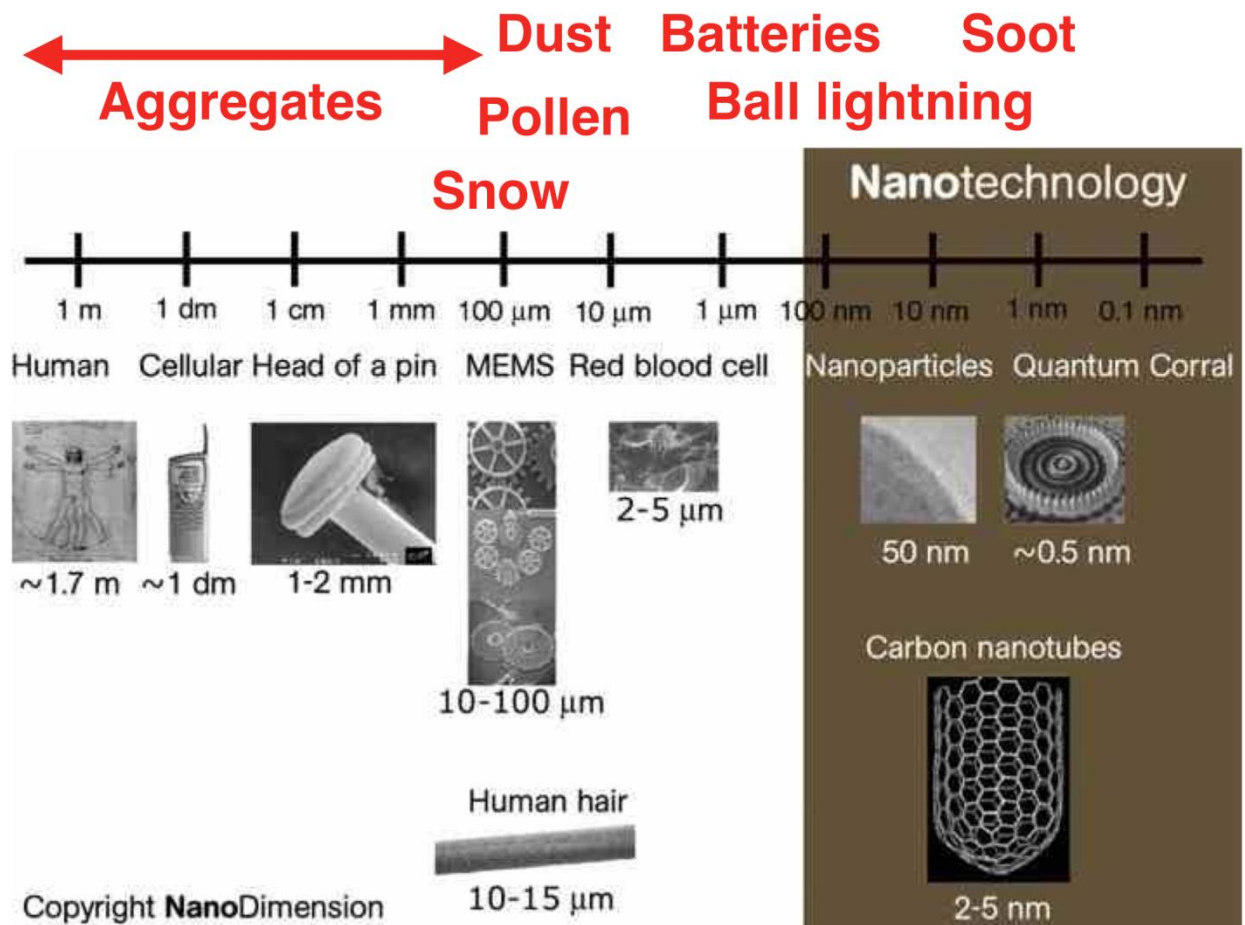 Dust Batteries Soot
Aggregates
Pollen
Ball lightning
Snow
Nanotechnology
1 m 1 dm 1 cm 1 mm 100 μm 10 μm 1 μm 100 nm 10 nm 1 nm 0.1 nm
Human Cellular Head of a pin MEMS Red blood cell Nanoparticles Quantum Corral
~1.7 m ~1 dm 1-2 mm 2-5 μm 50 nm ~0.5 nm
10-100 μm
Carbon nanotubes
Human hair
10-15 μm
2-5 nm
Copyright NanoDimension